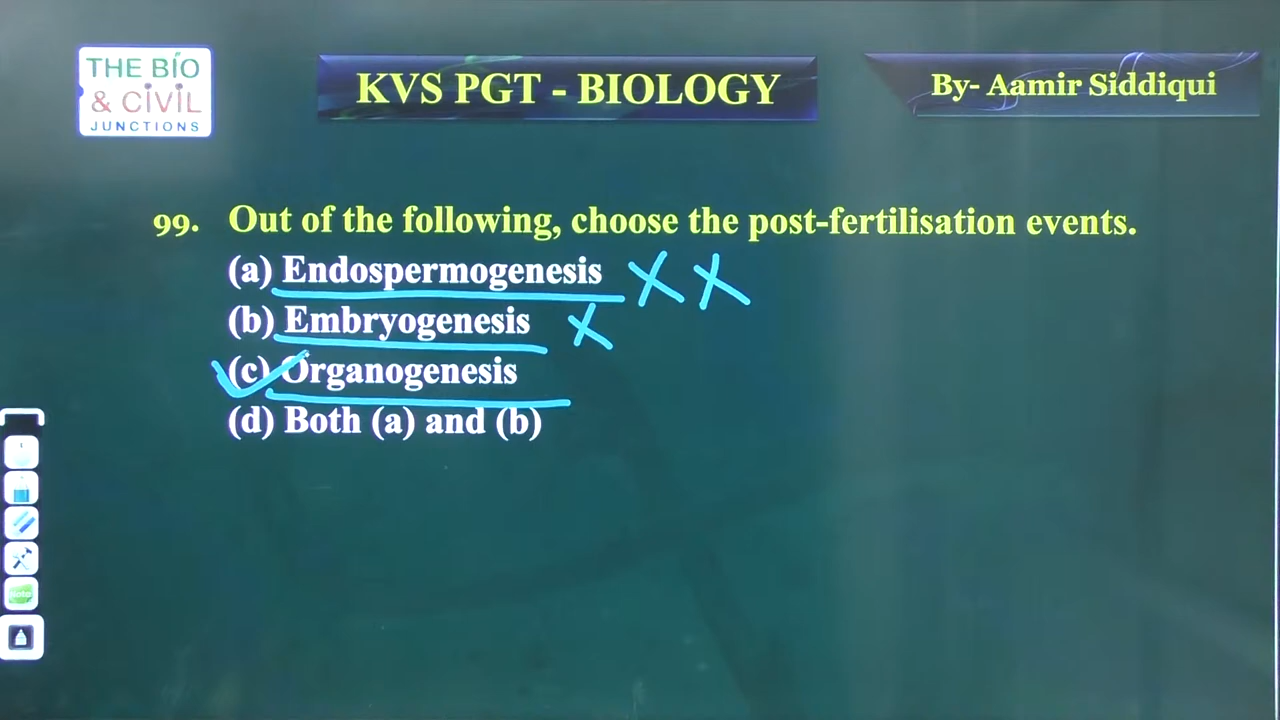 THE BIO
& CIVIL
JUNCTIONS
KVS PGT - BIOLOGY
By- Aamir Siddiqui
99. Out of the following, choose the post-fertilisation events.
(a) Endospermogenesis
(b) Embryogenesis
(c) Organogenesis
(d) Both (a) and (b)